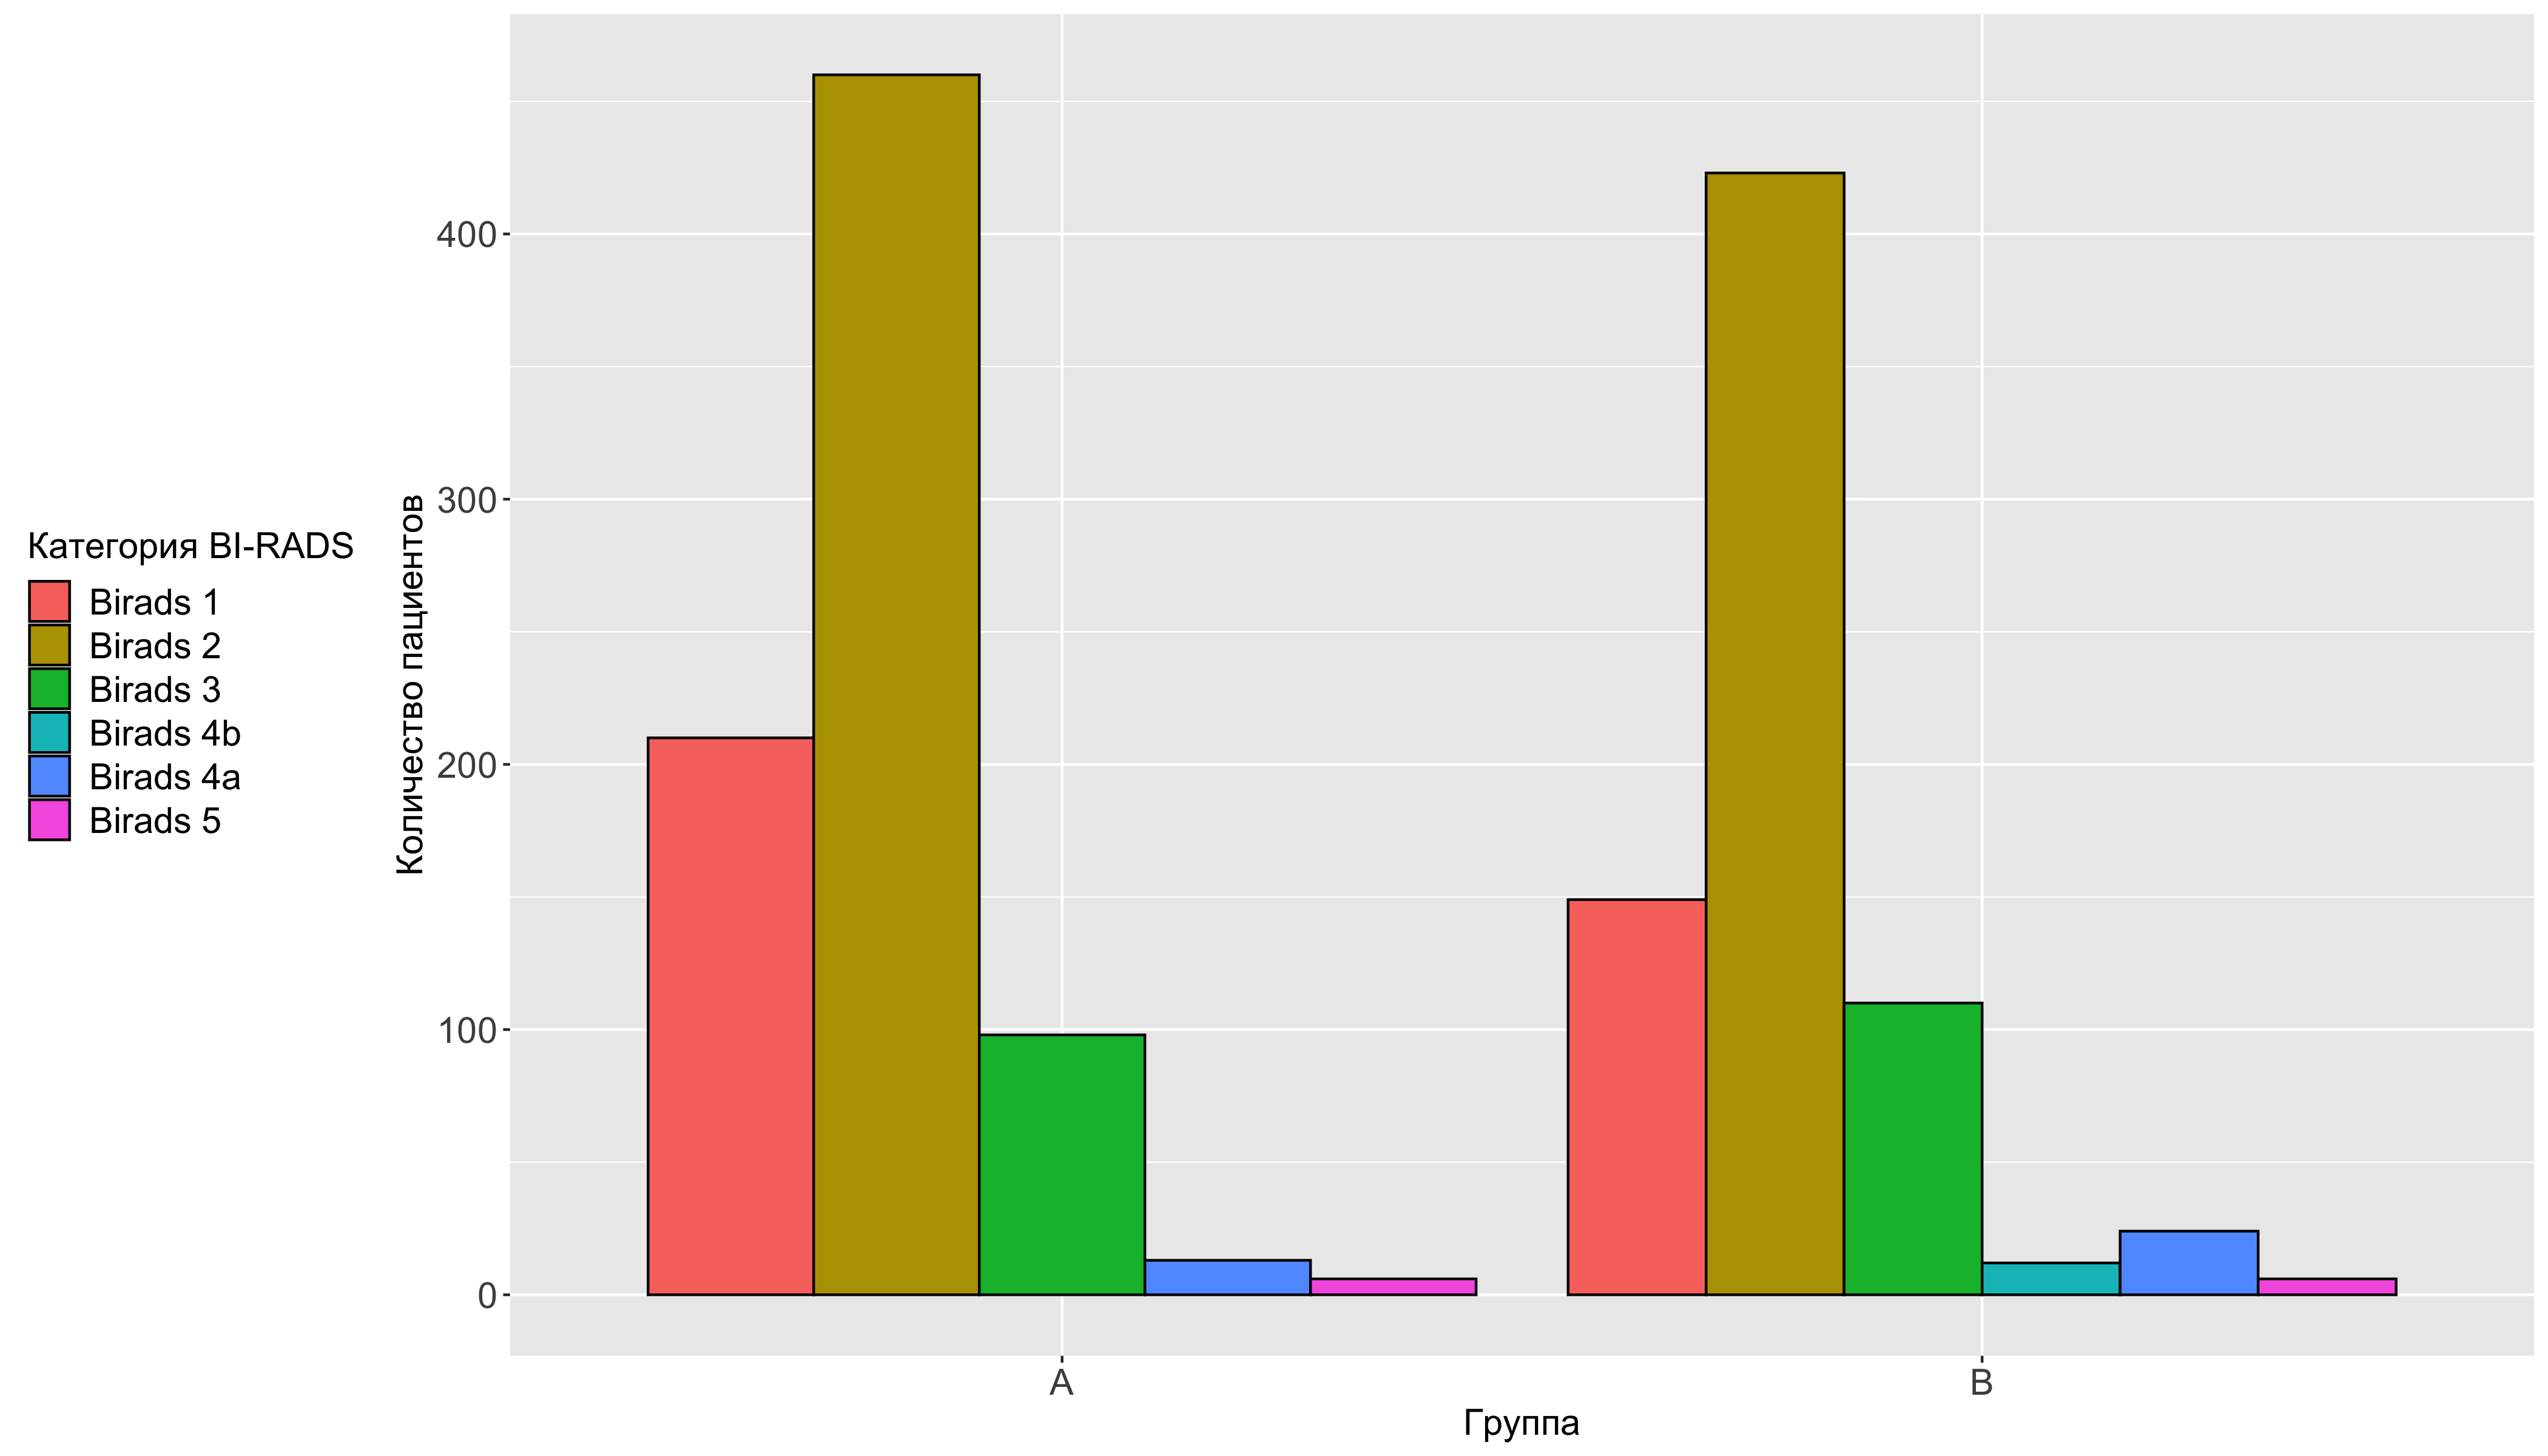 Категория BI-RADS
Birads 1
Birads 2
Birads 3
Birads 4b
Birads 4a
Birads 5
Количество пациентов
400
300
200
100
0
A
B
Группа